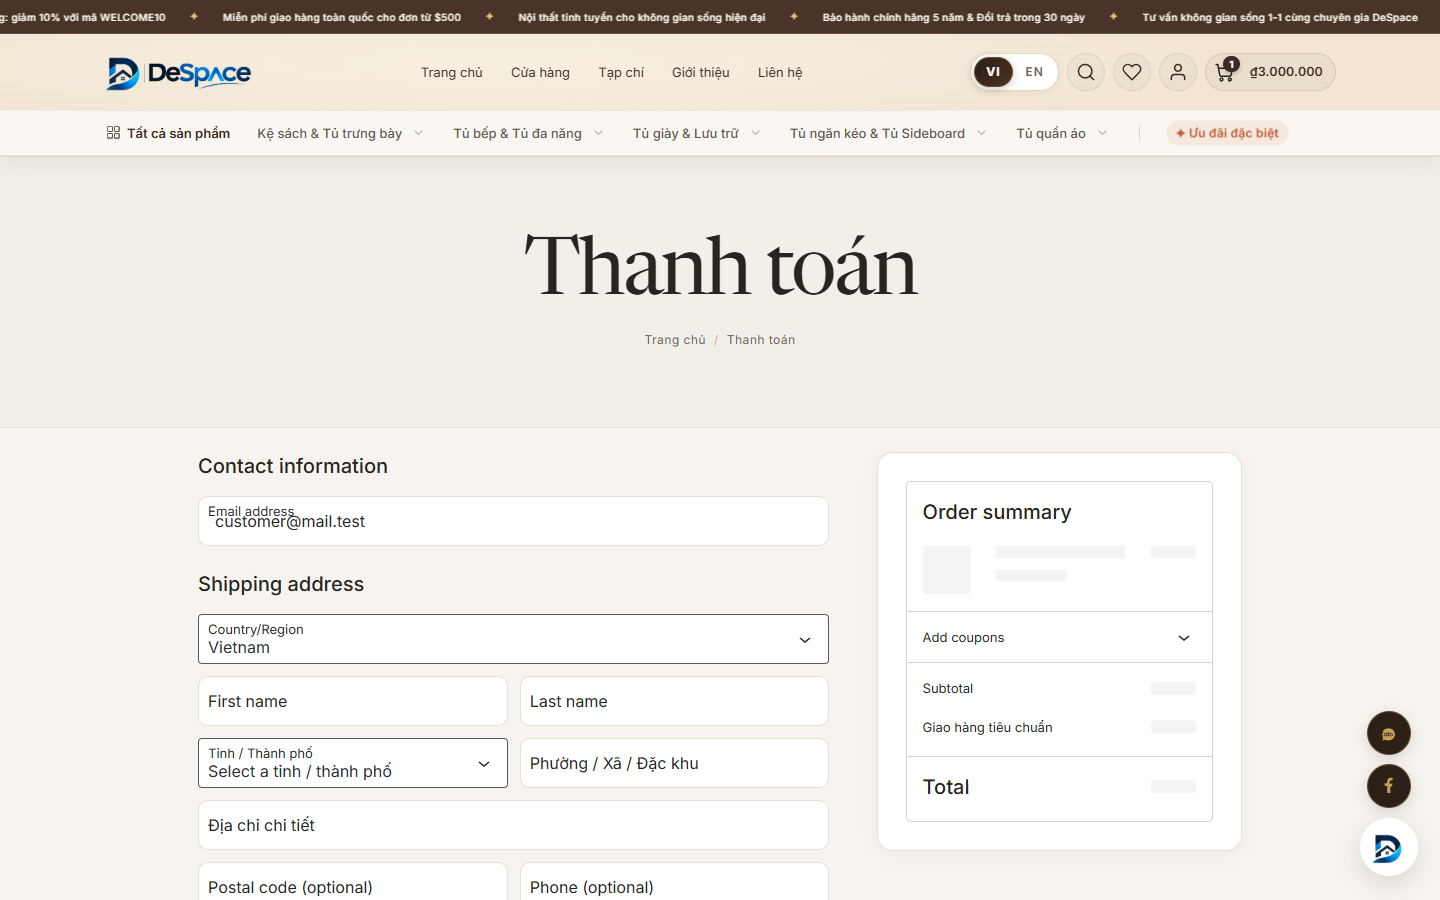 g: giảm 10% với mã WELCOME10 ✦ Miễn phí giao hàng toàn quốc cho đơn từ $500 ✦ Nội thất tinh tuyển cho không gian sống hiện đại ✦ Bảo hành chính hãng 5 năm & Đổi trả trong 30 ngày ✦ Tư vấn không gian sống 1-1 cùng chuyên gia DeSpace
DeSpace Trang chủ Cửa hàng Tạp chí Giới thiệu Liên hệ VI EN 1 ₫3.000.000
Tất cả sản phẩm Kệ sách & Tủ trưng bày Tủ bếp & Tủ đa năng Tủ giày & Lưu trữ Tủ ngăn kéo & Tủ Sideboard Tủ quần áo ✦ Ưu đãi đặc biệt
Thanh toán
Trang chủ / Thanh toán
Contact information
Email address
customer@mail.test
Shipping address
Country/Region
Vietnam
First name Last name
Tỉnh / Thành phố
Select a tỉnh / thành phố
Phường / Xã / Đặc khu
Địa chỉ chi tiết
Postal code (optional) Phone (optional)
Order summary
Add coupons
Subtotal
Giao hàng tiêu chuẩn
Total
Zalo